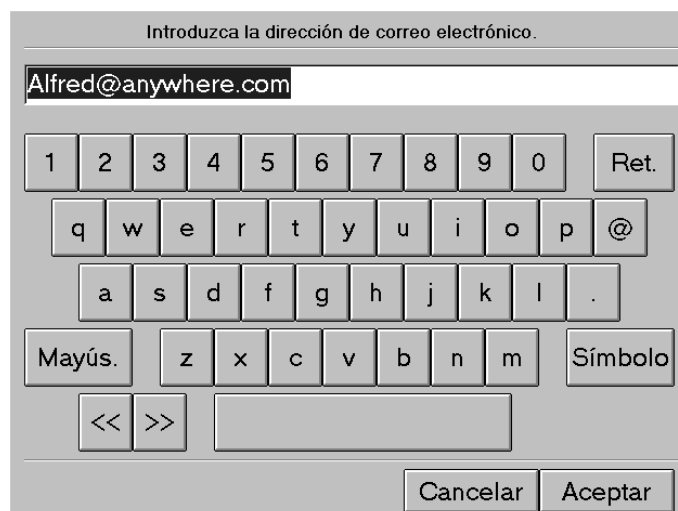 Introduzca la dirección de correo electrónico.
Alfred@anywhere.com
1 2 3 4 5 6 7 8 9 0 Ret.
q w e r t y u i o p @
a s d f g h j k l .
Mayús. z x c v b n m Símbolo
<< >>
Cancelar Aceptar